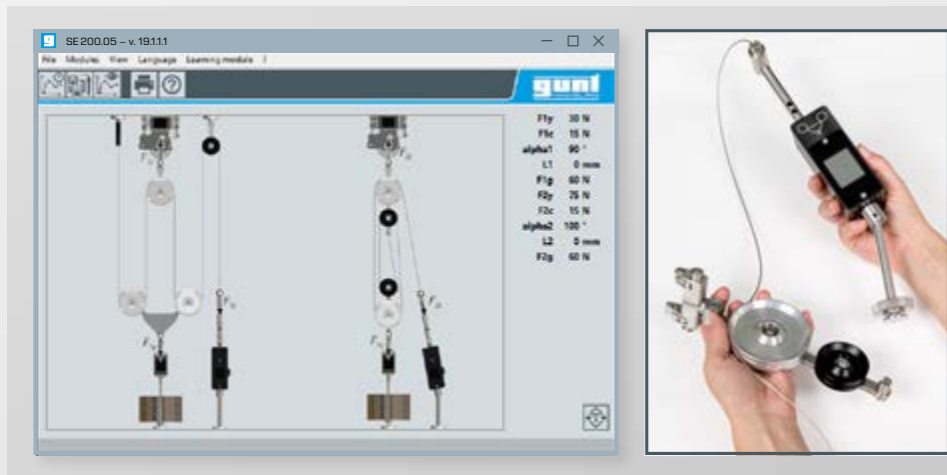 SE 200.05 – v. 19.1.1.1
File Modules View Language Learning module ?
gunt
F1y 30 N
F1c 15 N
alpha1 90 °
L1 0 mm
F1g 60 N
F2y 75 N
F2c 15 N
alpha2 100 °
L2 0 mm
F2g 60 N